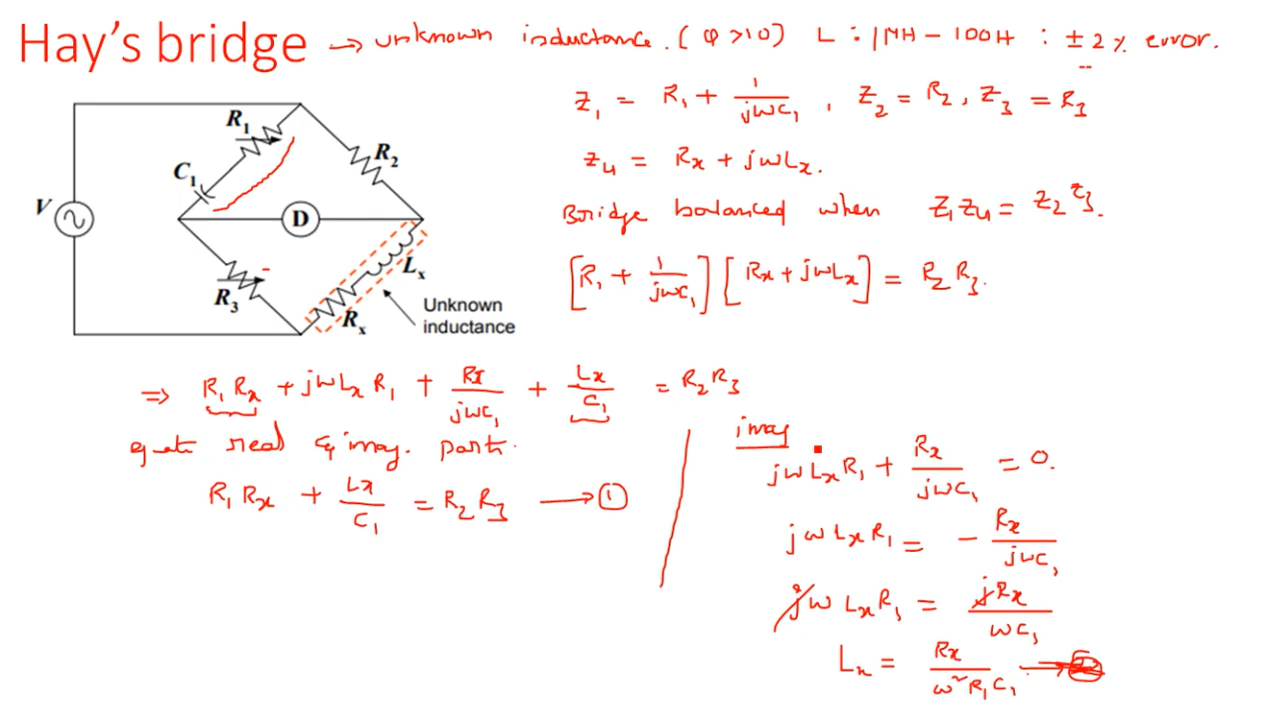 Hay's bridge → unknown inductance. (φ >10) L : 1MH – 100H : ± 2 % error.
Z₁ = R₁ + 1/jωC₁ , Z₂ = R₂, Z₃ = R₃
Z₄ = Rx + jωLx.
Bridge balanced when Z₁Z₄ = Z₂Z₃.
[R₁ + 1/jωC₁] [Rx + jωLx] = R₂R₃.
R₁
R₂
C₁
V
D
Lx
R₃
Rx
Unknown
inductance
⇒ R₁Rx + jωLxR₁ + Rx/jωC₁ + Lx/C₁ = R₂R₃
equate real & imag. parts.
R₁Rx + Lx/C₁ = R₂R₃ → ①
imag
jωLxR₁ + Rx/jωC₁ = 0.
jωLxR₁ = – Rx/jωC₁
jωLxR₁ = jRx/ωC₁
Lx = Rx/ω²R₁C₁